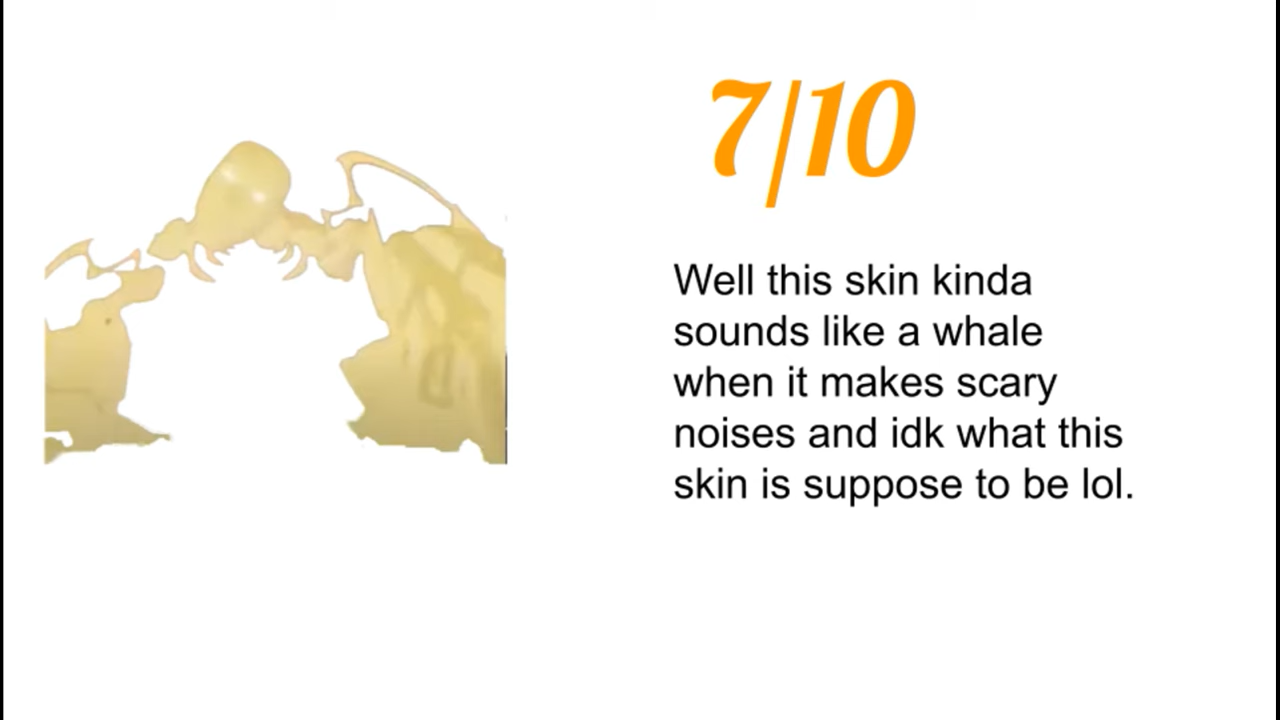 7/10
Well this skin kinda
sounds like a whale
when it makes scary
noises and idk what this
skin is suppose to be lol.